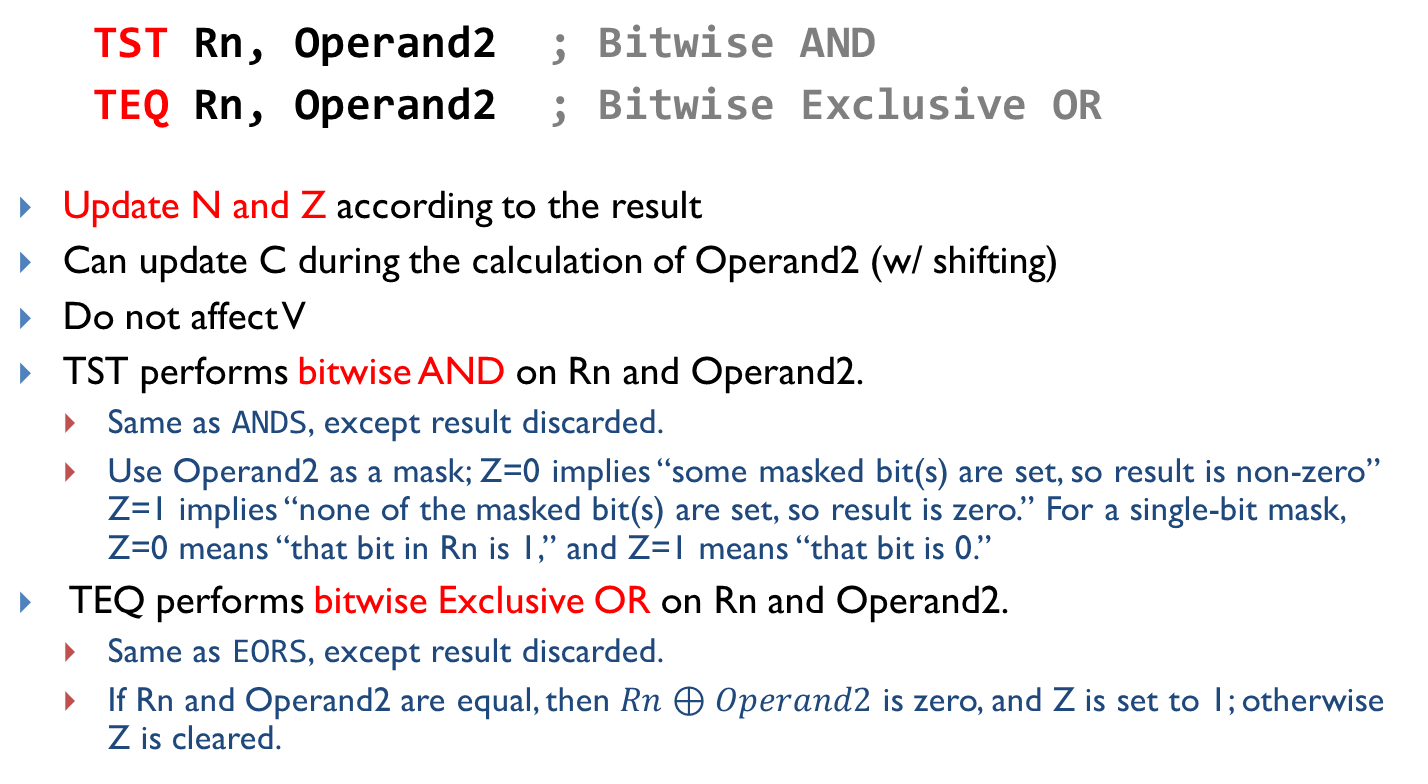 TST Rn, Operand2 ; Bitwise AND
TEQ Rn, Operand2 ; Bitwise Exclusive OR
Update N and Z according to the result
Can update C during the calculation of Operand2 (w/ shifting)
Do not affect V
TST performs bitwise AND on Rn and Operand2.
Same as ANDS, except result discarded.
Use Operand2 as a mask; Z=0 implies “some masked bit(s) are set, so result is non-zero”
Z=1 implies “none of the masked bit(s) are set, so result is zero.” For a single-bit mask,
Z=0 means “that bit in Rn is 1,” and Z=1 means “that bit is 0.”
TEQ performs bitwise Exclusive OR on Rn and Operand2.
Same as EORS, except result discarded.
If Rn and Operand2 are equal, then Rn ⊕ Operand2 is zero, and Z is set to 1; otherwise
Z is cleared.